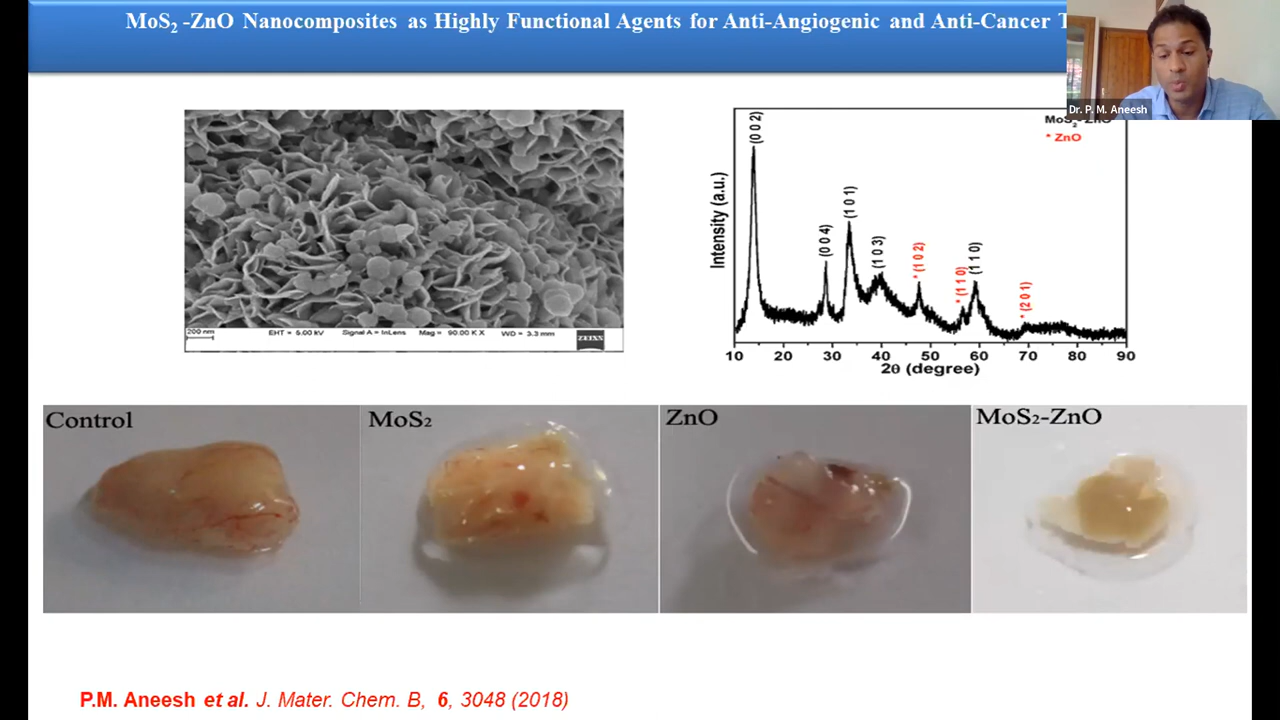 MoS₂ -ZnO Nanocomposites as Highly Functional Agents for Anti-Angiogenic and Anti-Cancer
Dr. P. M. Aneesh
200 nm
EHT = 5.00 kV
Signal A = InLens
Mag = 90.00 K X
WD = 3.3 mm
ZEISS
MoS₂-ZnO
* ZnO
Intensity (a.u.)
(0 0 2)
(0 0 4)
(1 0 1)
(1 0 3)
* (1 0 2)
* (1 1 0)
(1 1 0)
* (2 0 1)
10 20 30 40 50 60 70 80 90
2θ (degree)
Control
MoS₂
ZnO
MoS₂-ZnO
P.M. Aneesh et al. J. Mater. Chem. B, 6, 3048 (2018)